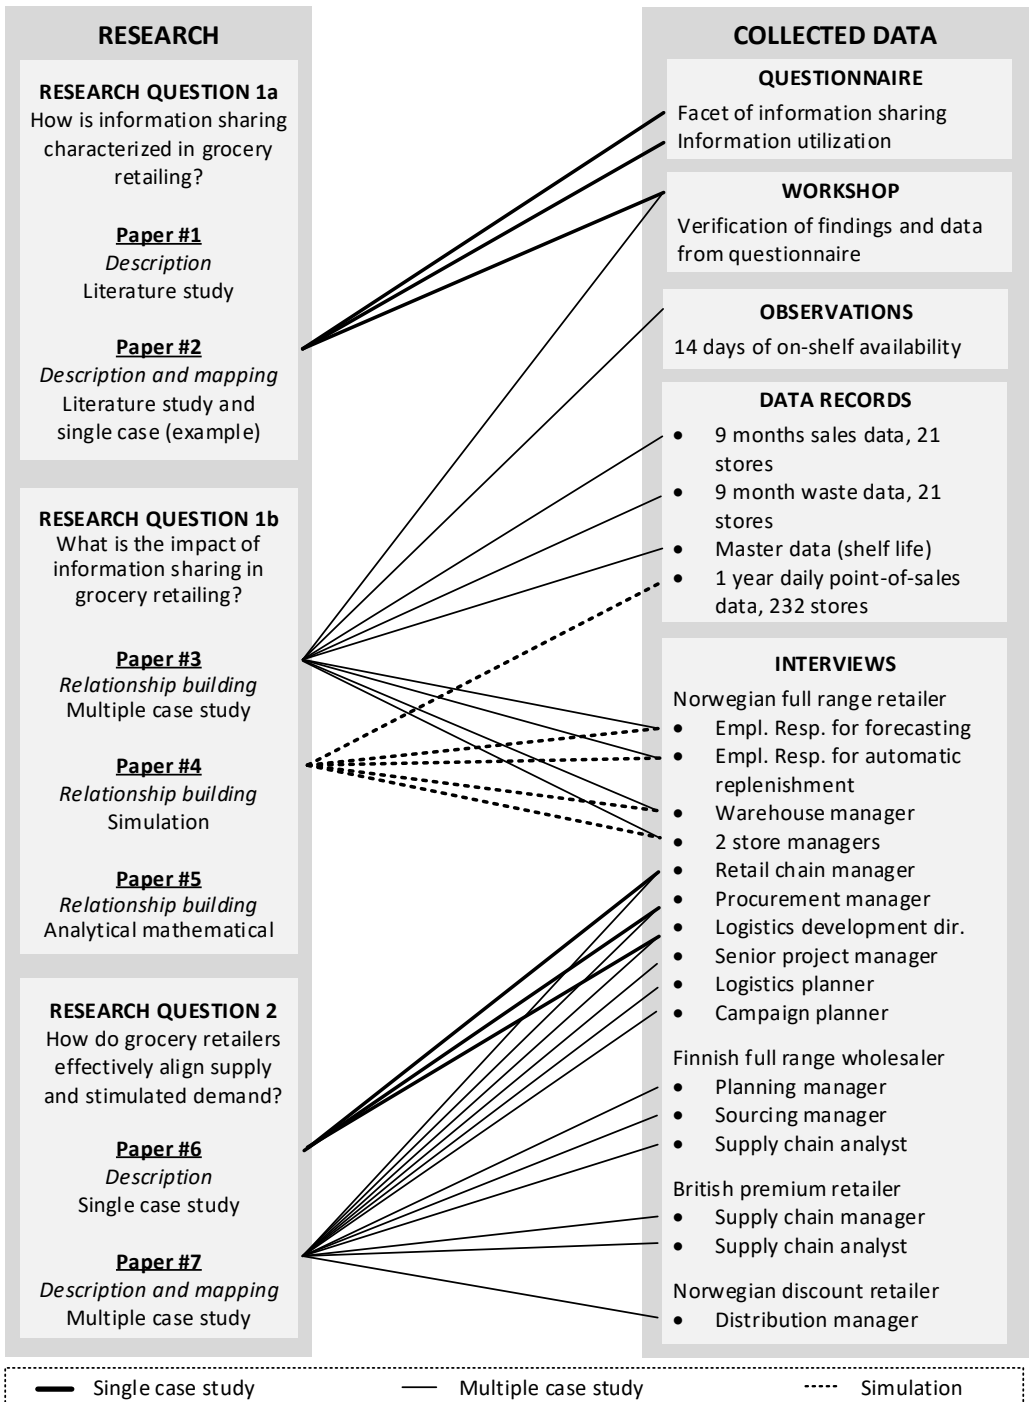 RESEARCH
RESEARCH QUESTION 1a
How is information sharing
characterized in grocery
retailing?
Paper #1
Description
Literature study
Paper #2
Description and mapping
Literature study and
single case (example)
RESEARCH QUESTION 1b
What is the impact of
information sharing in
grocery retailing?
Paper #3
Relationship building
Multiple case study
Paper #4
Relationship building
Simulation
Paper #5
Relationship building
Analytical mathematical
RESEARCH QUESTION 2
How do grocery retailers
effectively align supply
and stimulated demand?
Paper #6
Description
Single case study
Paper #7
Description and mapping
Multiple case study
COLLECTED DATA
QUESTIONNAIRE
Facet of information sharing
Information utilization
WORKSHOP
Verification of findings and data
from questionnaire
OBSERVATIONS
14 days of on-shelf availability
DATA RECORDS
• 9 months sales data, 21
stores
• 9 month waste data, 21
stores
• Master data (shelf life)
• 1 year daily point-of-sales
data, 232 stores
INTERVIEWS
Norwegian full range retailer
• Empl. Resp. for forecasting
• Empl. Resp. for automatic
replenishment
• Warehouse manager
• 2 store managers
• Retail chain manager
• Procurement manager
• Logistics development dir.
• Senior project manager
• Logistics planner
• Campaign planner
Finnish full range wholesaler
• Planning manager
• Sourcing manager
• Supply chain analyst
British premium retailer
• Supply chain manager
• Supply chain analyst
Norwegian discount retailer
• Distribution manager
Single case study
Multiple case study
Simulation